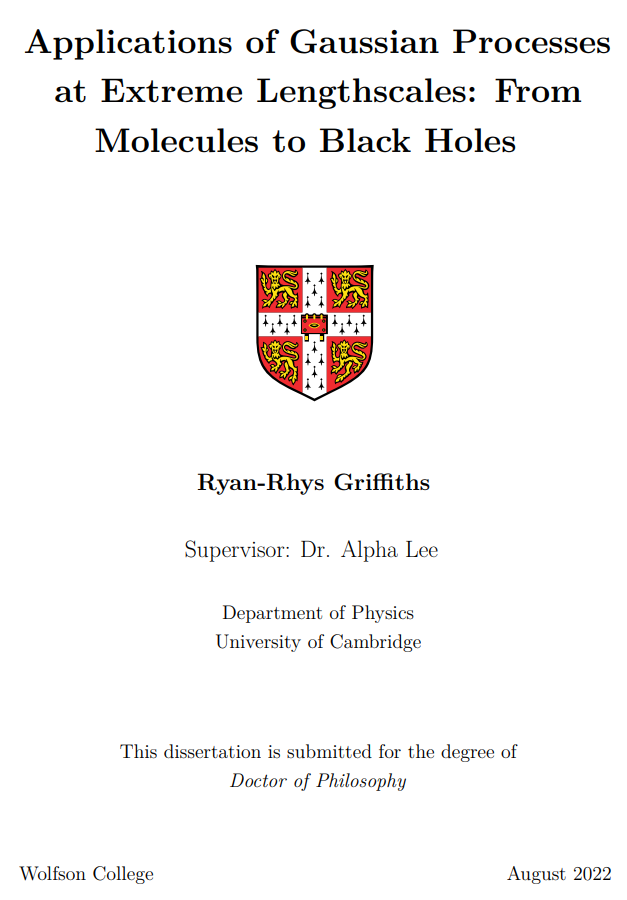 Applications of Gaussian Processes
at Extreme Lengthscales: From
Molecules to Black Holes
Ryan-Rhys Griffiths
Supervisor: Dr. Alpha Lee
Department of Physics
University of Cambridge
This dissertation is submitted for the degree of
Doctor of Philosophy
Wolfson College
August 2022